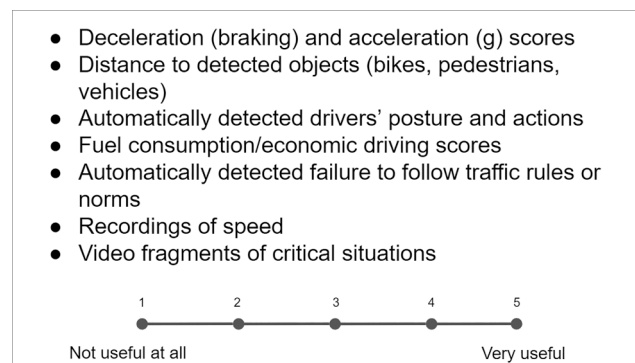 ● Deceleration (braking) and acceleration (g) scores
● Distance to detected objects (bikes, pedestrians,
vehicles)
● Automatically detected drivers’ posture and actions
● Fuel consumption/economic driving scores
● Automatically detected failure to follow traffic rules or
norms
● Recordings of speed
● Video fragments of critical situations
1 2 3 4 5
Not useful at all Very useful